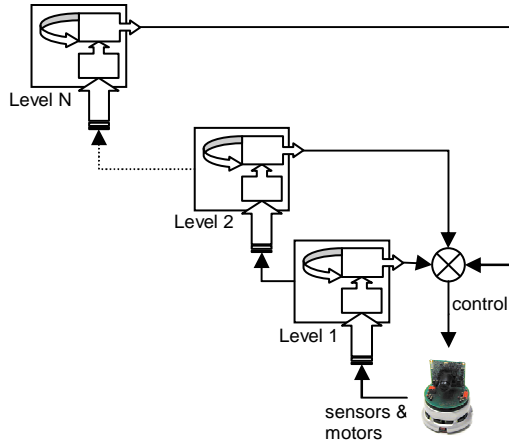 Level N
Level 2
Level 1
control
sensors &
motors